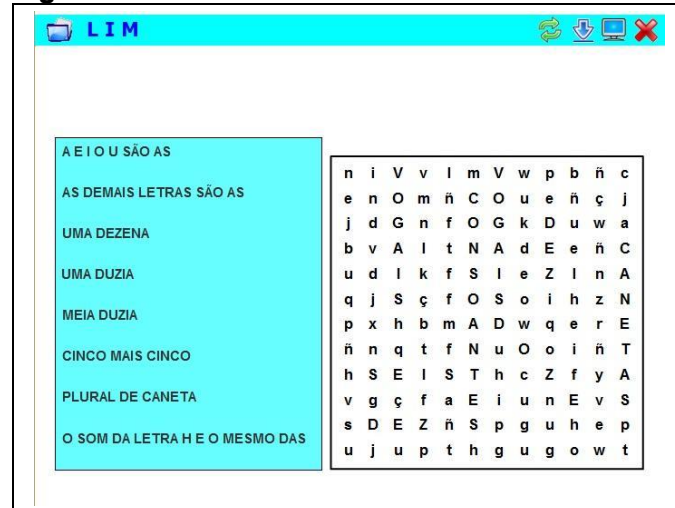 LIM
A E I O U SÃO AS
AS DEMAIS LETRAS SÃO AS
UMA DEZENA
UMA DUZIA
MEIA DUZIA
CINCO MAIS CINCO
PLURAL DE CANETA
O SOM DA LETRA H E O MESMO DAS
n i V v l m V w p b ñ c
e n O m ñ C O u e ñ ç j
j d G n f O G k D u w a
b v A l t N A d E e ñ C
u d I k f S I e Z I n A
q j S ç f O S o i h z N
p x h b m A D w q e r E
ñ n q t f N u O o i ñ T
h S E I S T h c Z f y A
v g ç f a E i u n E v S
s D E Z ñ S p g u h e p
u j u p t h g u g o w t